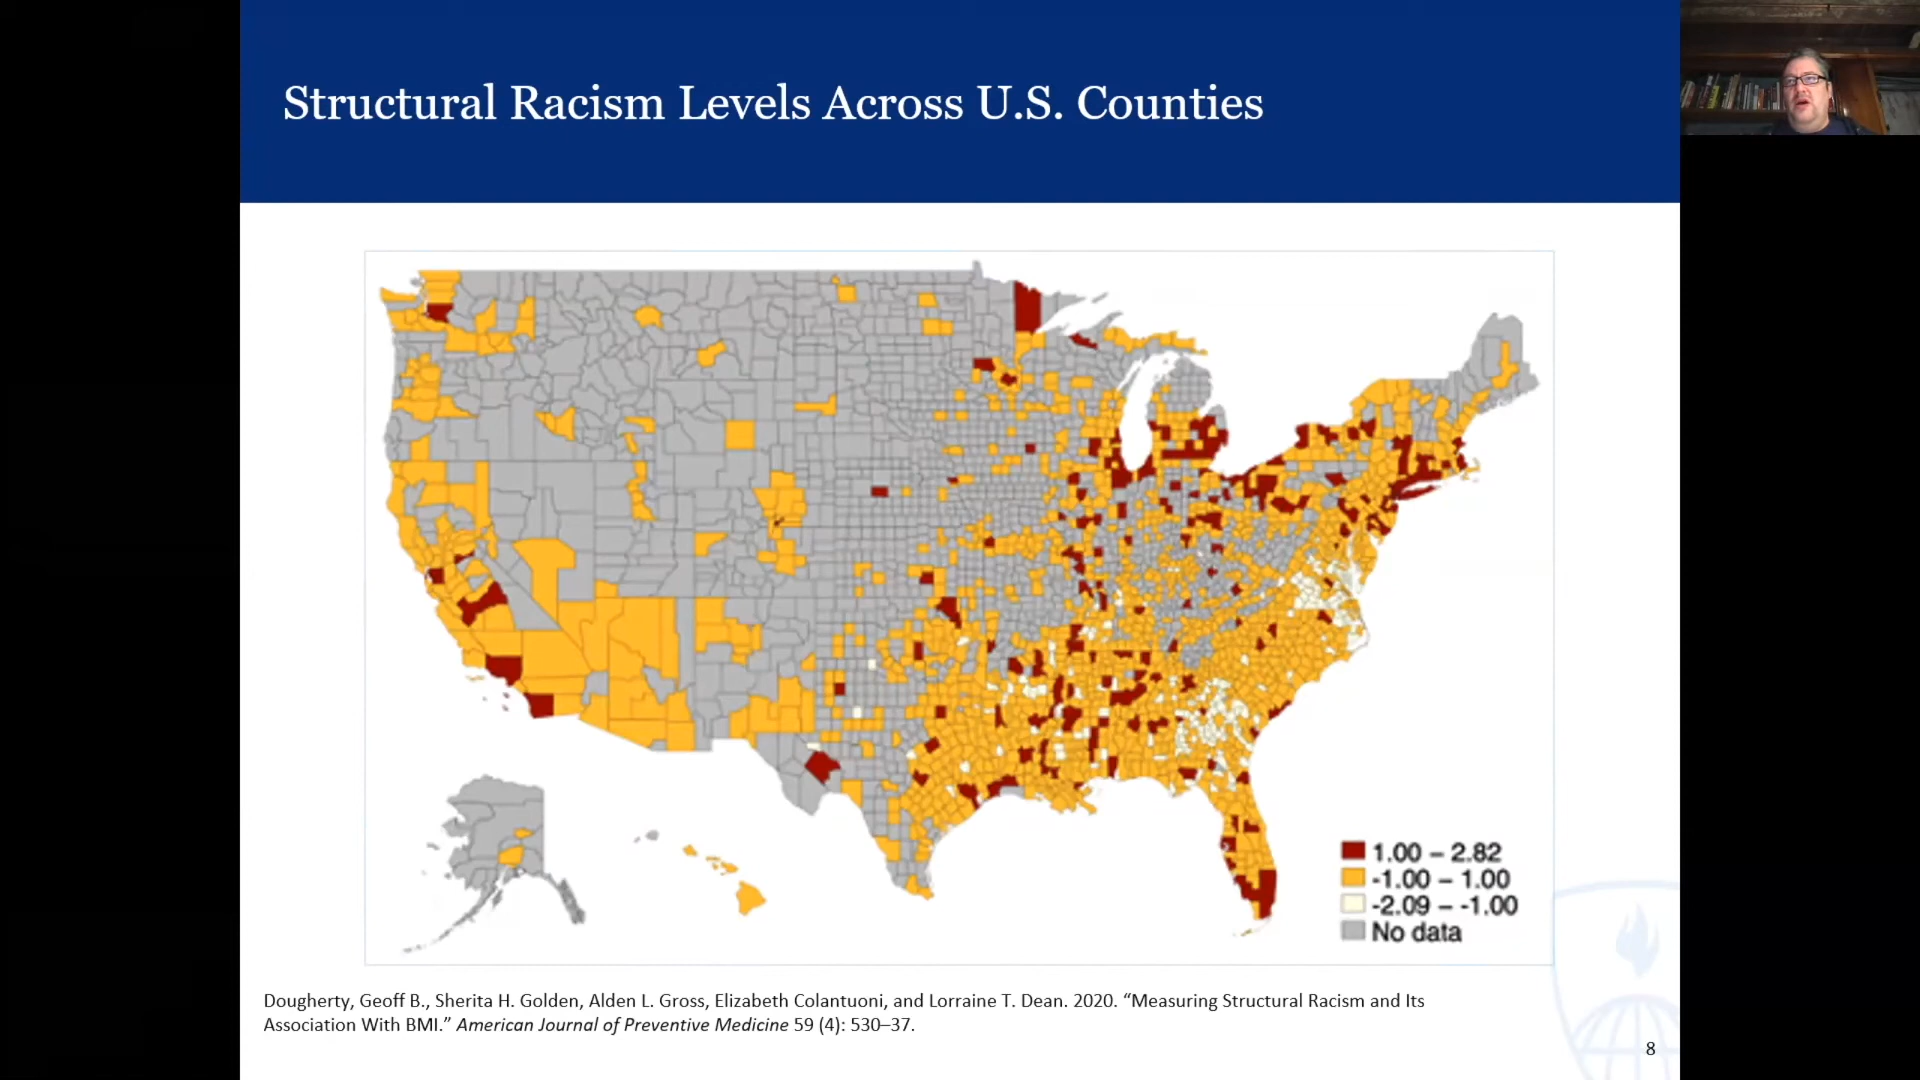 Structural Racism Levels Across U.S. Counties
1.00 – 2.82
-1.00 – 1.00
-2.09 – -1.00
No data
Dougherty, Geoff B., Sherita H. Golden, Alden L. Gross, Elizabeth Colantuoni, and Lorraine T. Dean. 2020. “Measuring Structural Racism and Its
Association With BMI.” American Journal of Preventive Medicine 59 (4): 530–37.
8